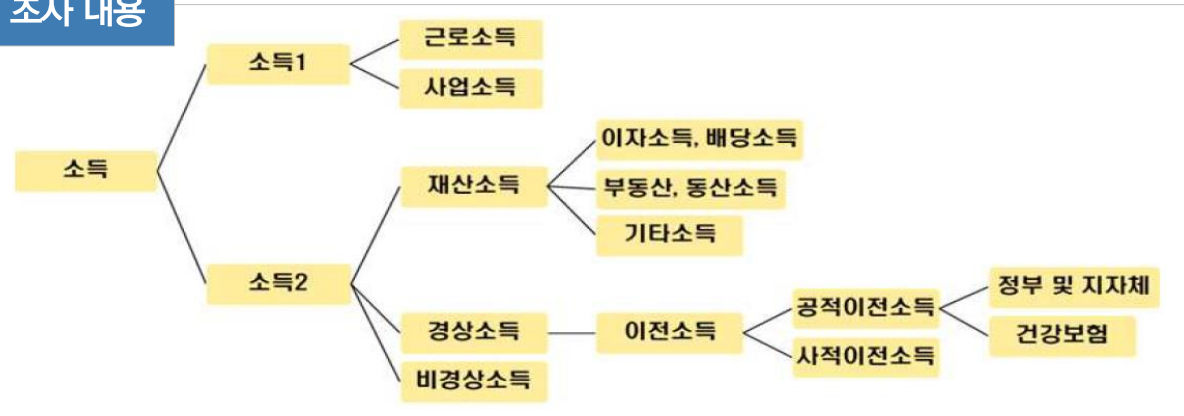 조사 내용
소득
소득1
근로소득
사업소득
소득2
재산소득
이자소득, 배당소득
부동산, 동산소득
기타소득
경상소득
이전소득
공적이전소득
정부 및 지자체
건강보험
사적이전소득
비경상소득